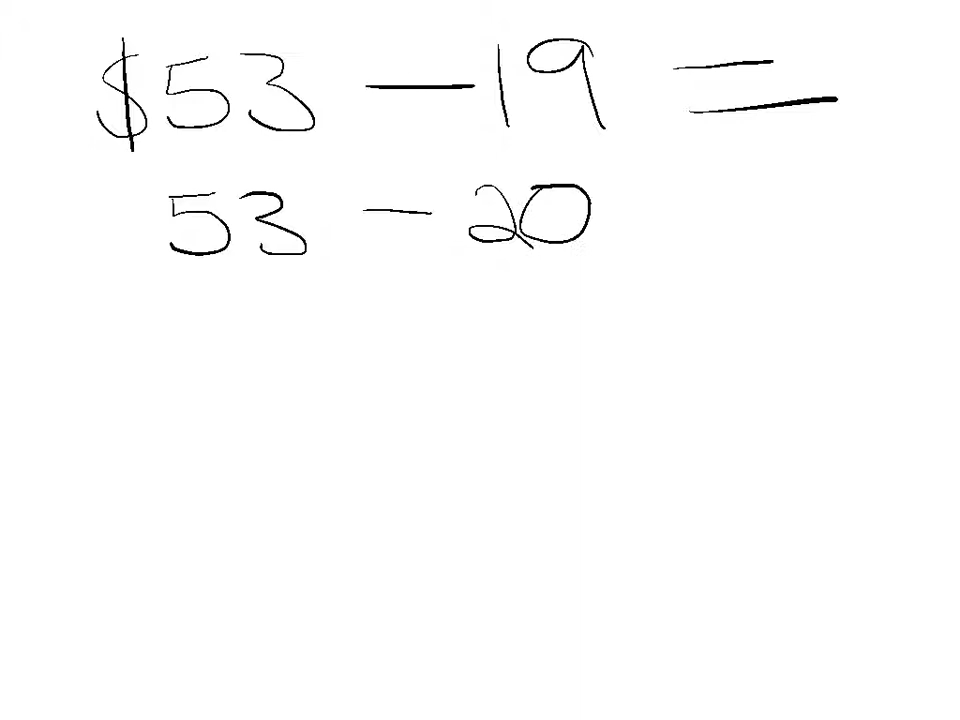 $53 — 19 =
53 — 20